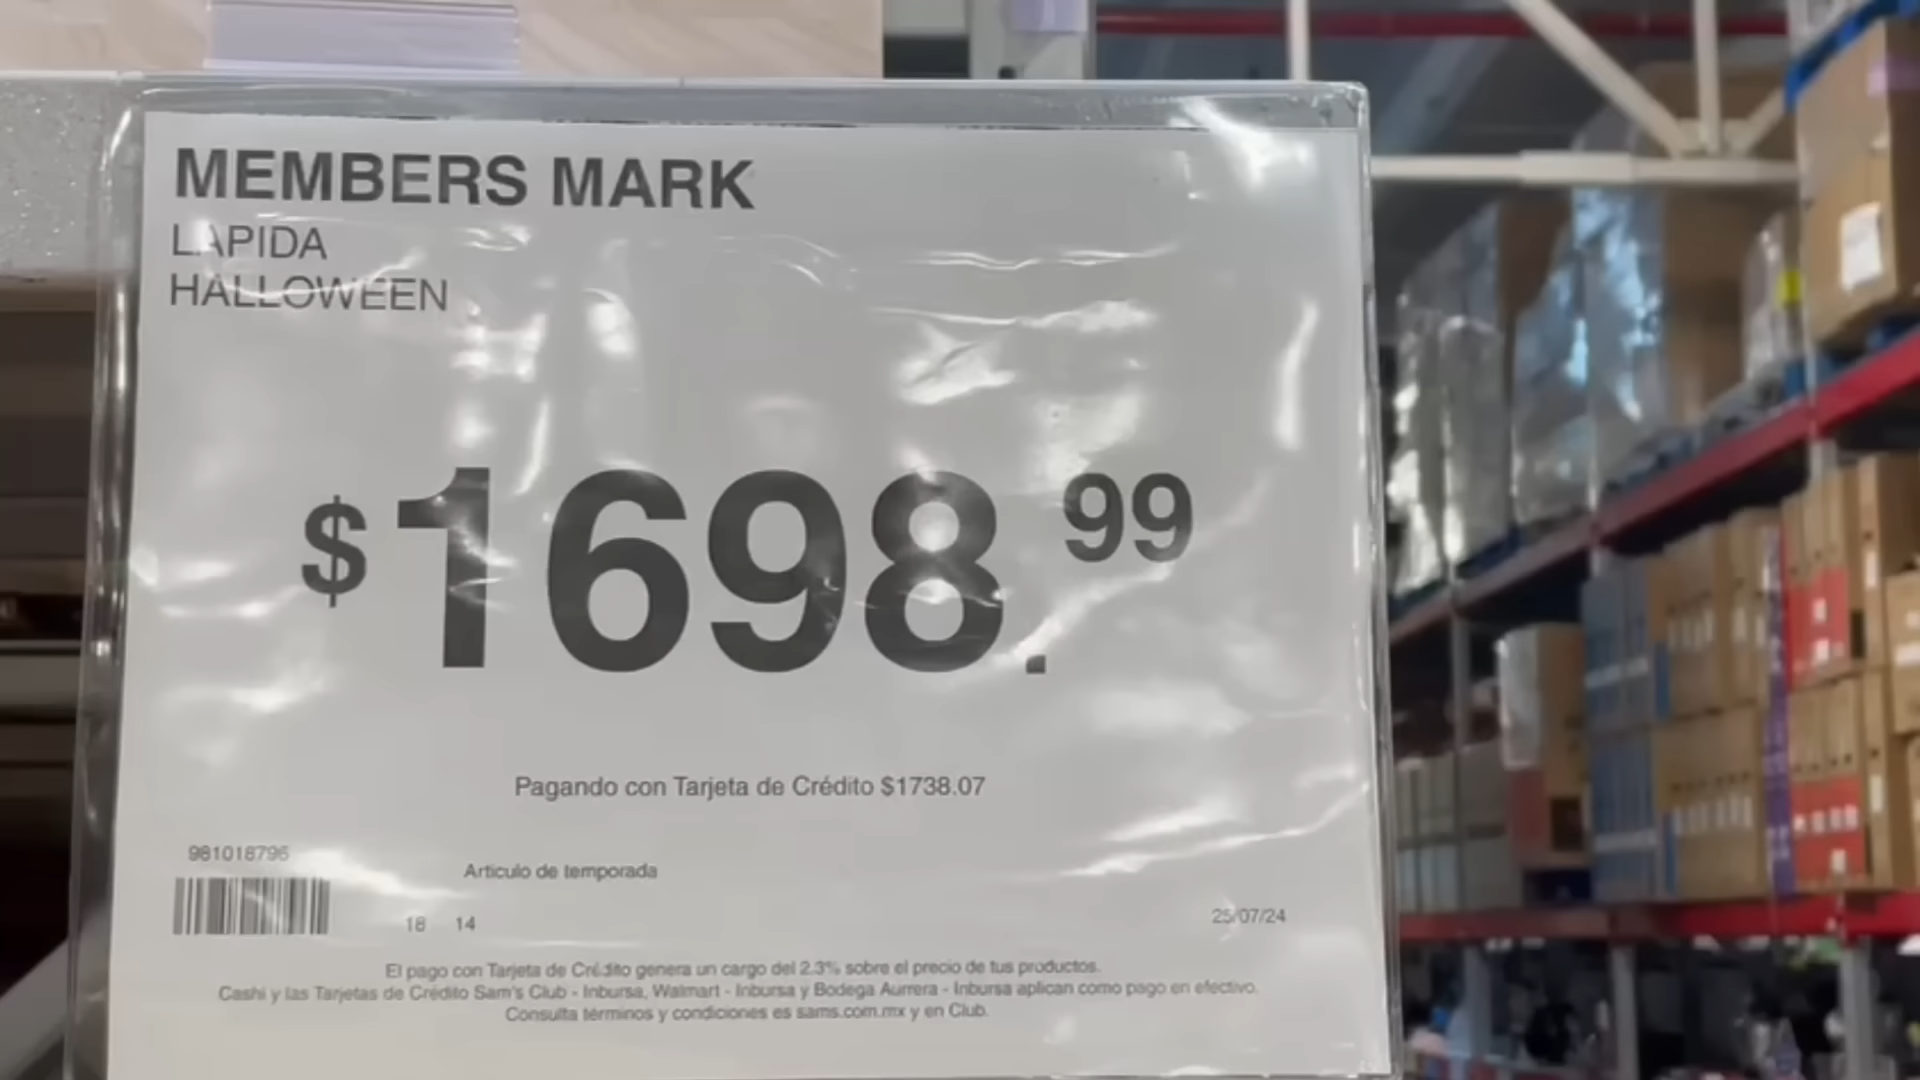 MEMBERS MARK
LAPIDA
HALLOWEEN
$1698.99
Pagando con Tarjeta de Crédito $1738.07
981018796
Articulo de temporada
18 14
25/07/24
El pago con Tarjeta de Crédito genera un cargo del 2.3% sobre el precio de tus productos.
Cashi y las Tarjetas de Crédito Sam's Club - Inbursa, Walmart - Inbursa y Bodega Aurrera - Inbursa aplican como pago en efectivo.
Consulta términos y condiciones es sams.com.mx y en Club.